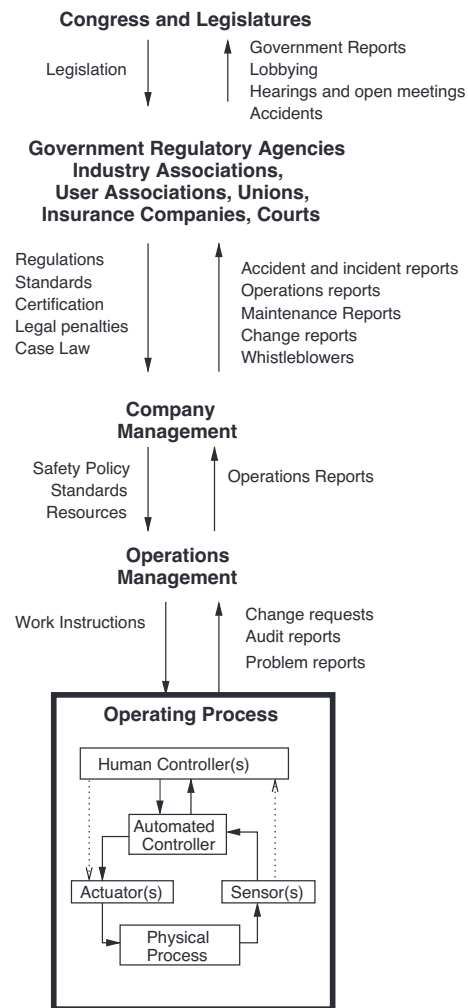 Congress and Legislatures
Legislation
Government Reports
Lobbying
Hearings and open meetings
Accidents
Government Regulatory Agencies
Industry Associations,
User Associations, Unions,
Insurance Companies, Courts
Regulations
Standards
Certification
Legal penalties
Case Law
Accident and incident reports
Operations reports
Maintenance Reports
Change reports
Whistleblowers
Company
Management
Safety Policy
Standards
Resources
Operations Reports
Operations
Management
Work Instructions
Change requests
Audit reports
Problem reports
Operating Process
Human Controller(s)
Automated
Controller
Actuator(s)
Sensor(s)
Physical
Process